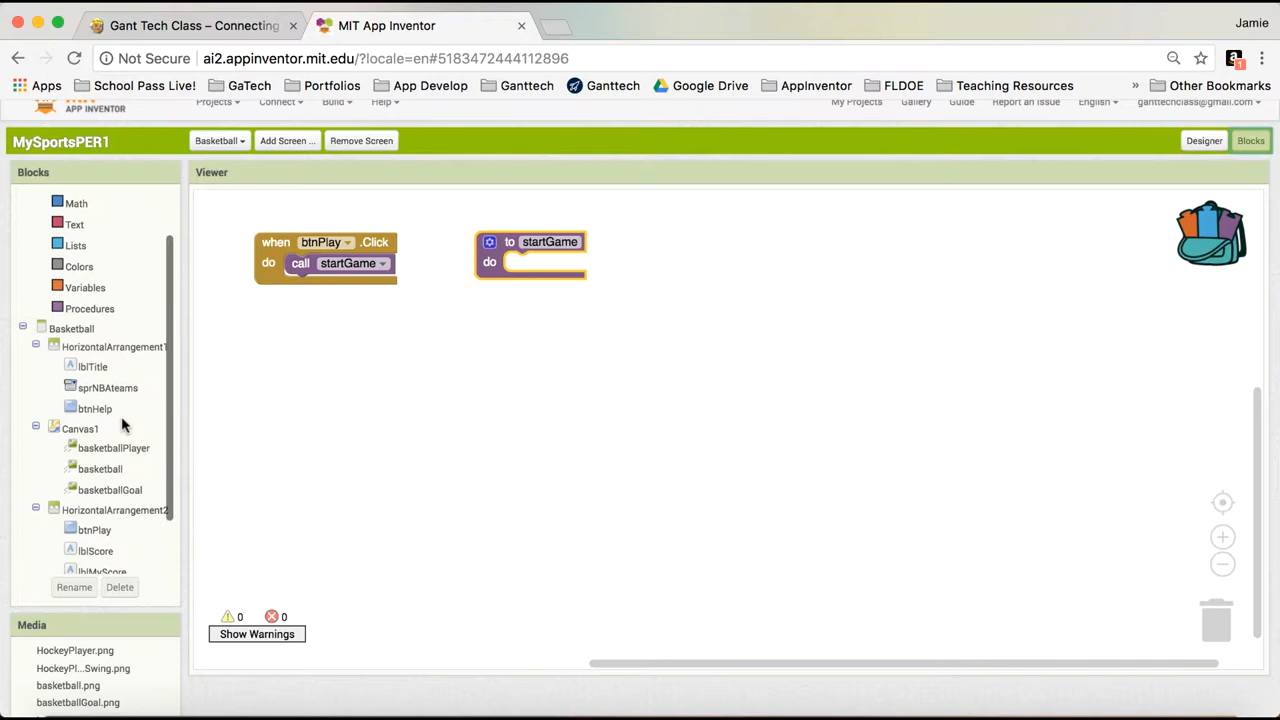 Gant Tech Class – Connecting
MIT App Inventor
Jamie
Not Secure
ai2.appinventor.mit.edu/?locale=en#5183472444112896
1
Apps
School Pass Live!
GaTech
Portfolios
App Develop
Ganttech
Ganttech
Google Drive
AppInventor
FLDOE
Teaching Resources
»
Other Bookmarks
APP INVENTOR
Projects
Connect
Build
Help
My Projects
Gallery
Guide
Report an Issue
English
ganttechclass@gmail.com
MySportsPER1
Basketball
Add Screen ...
Remove Screen
Designer
Blocks
Blocks
Viewer
Math
Text
Lists
Colors
Variables
Procedures
Basketball
HorizontalArrangement1
lblTitle
sprNBAteams
btnHelp
Canvas1
basketballPlayer
basketball
basketballGoal
HorizontalArrangement2
btnPlay
lblScore
lblMyScore
Rename
Delete
when btnPlay .Click
do call startGame
to startGame
do
0
0
Show Warnings
Media
HockeyPlayer.png
HockeyPl...Swing.png
basketball.png
basketballGoal.png